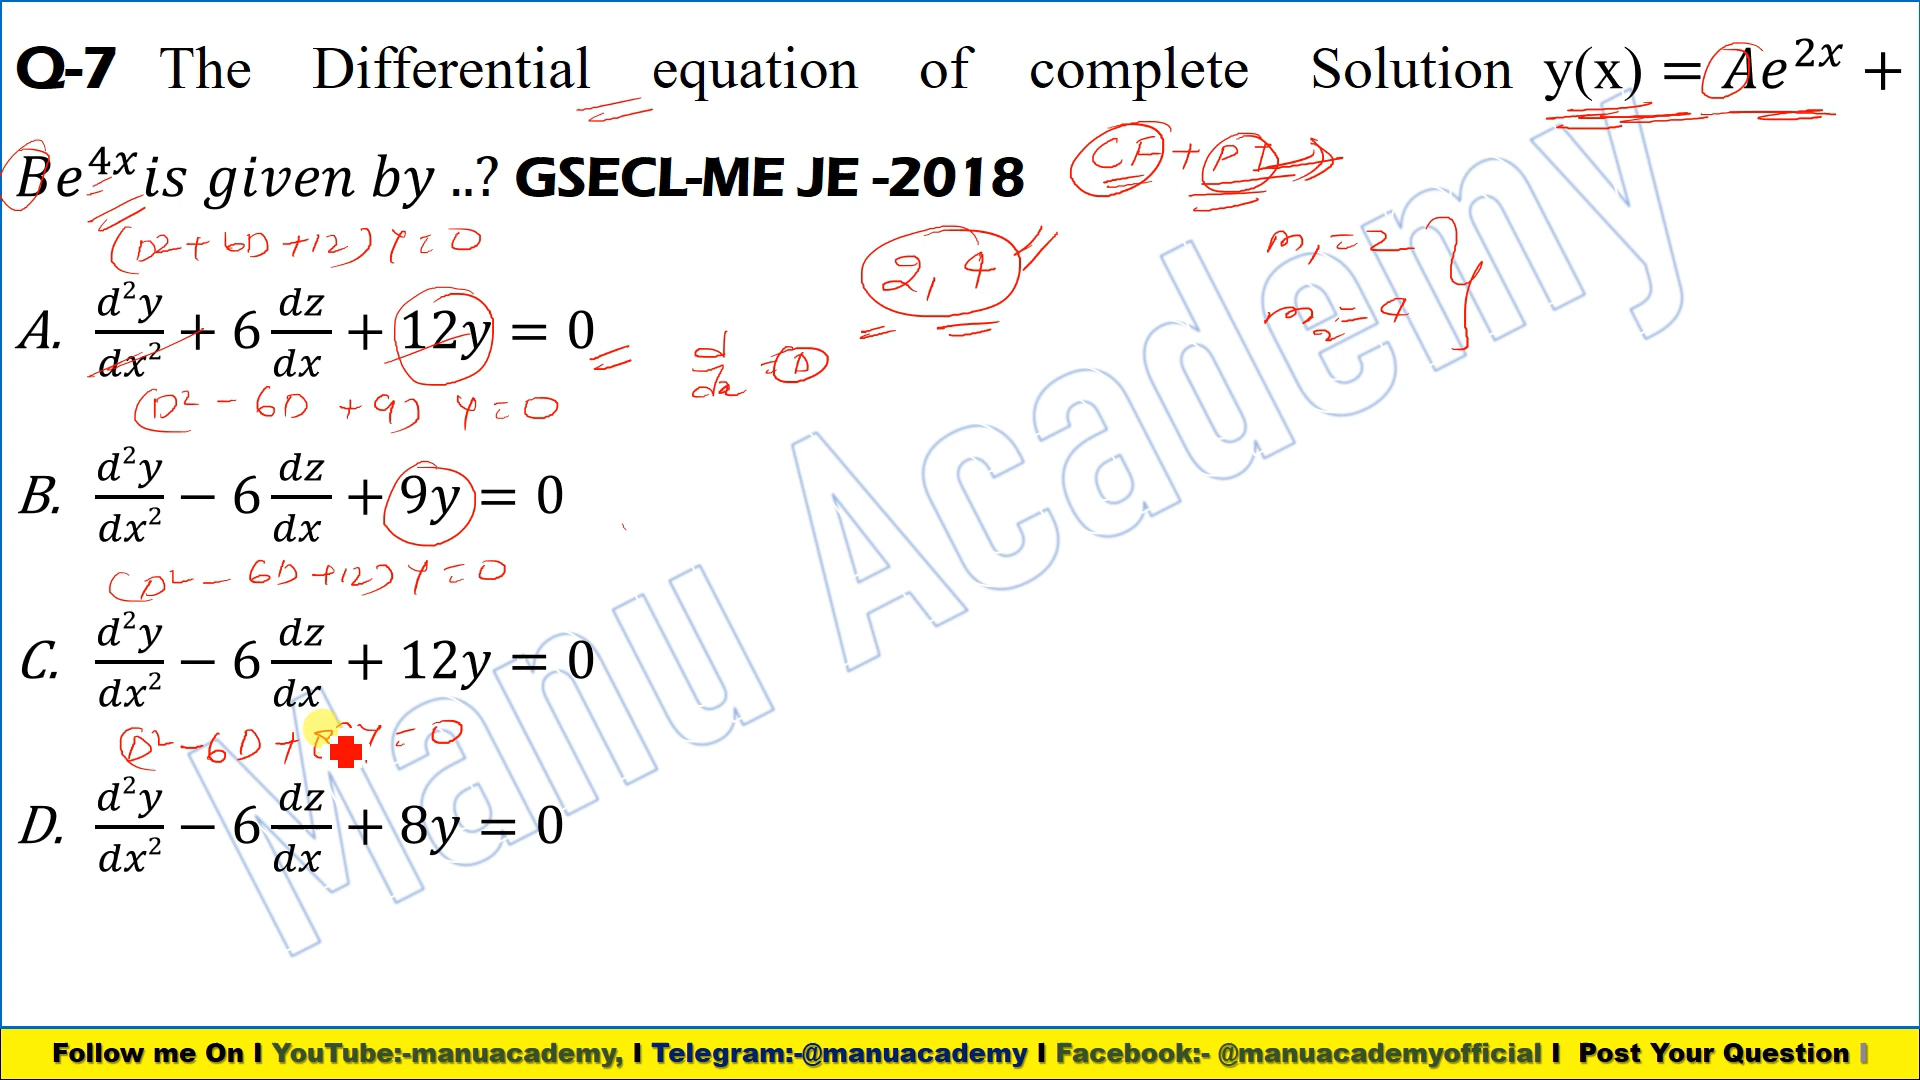 Q-7 The Differential equation of complete Solution y(x) = Ae^{2x} +
Be^{4x} is given by ..? GSECL-ME JE -2018
CF + PI
(D2 + 6D + 12) y = 0
2, 4
m₁ = 2
m₂ = 4
A. d²y/dx² + 6 dz/dx + 12y = 0
d/dx = D
(D² - 6D + 9) y = 0
B. d²y/dx² − 6 dz/dx + 9y = 0
(D² - 6D + 12) y = 0
C. d²y/dx² − 6 dz/dx + 12y = 0
(D² - 6D + y = 0
D. d²y/dx² − 6 dz/dx + 8y = 0
Manu Academy
Follow me On I YouTube:-manuacademy, I Telegram:-@manuacademy I Facebook:- @manuacademyofficial I Post Your Question I